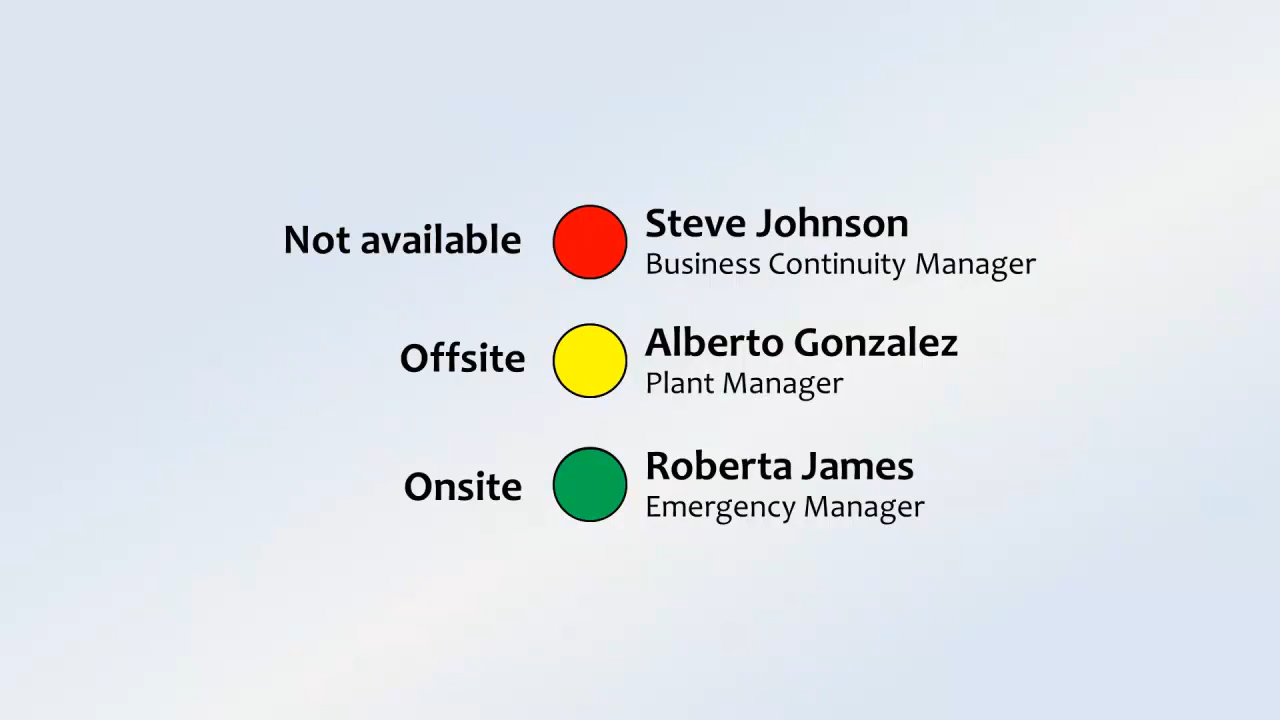 Not available
Steve Johnson
Business Continuity Manager
Offsite
Alberto Gonzalez
Plant Manager
Onsite
Roberta James
Emergency Manager